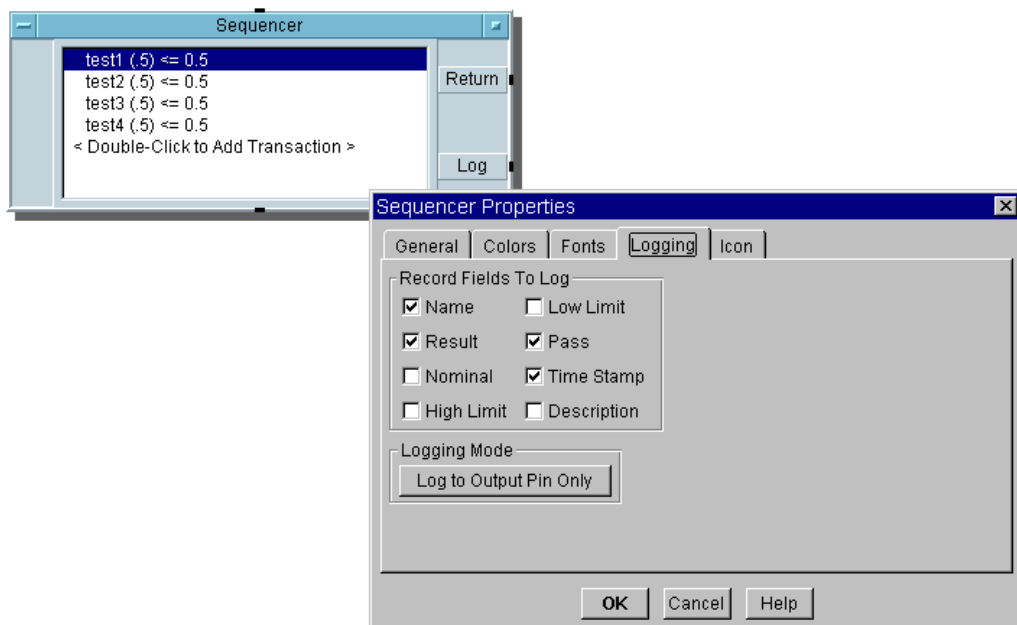 Sequencer
test1 (.5) <= 0.5
test2 (.5) <= 0.5
test3 (.5) <= 0.5
test4 (.5) <= 0.5
< Double-Click to Add Transaction >
Return
Log
Sequencer Properties
General Colors Fonts Logging Icon
Record Fields To Log
Name Low Limit
Result Pass
Nominal Time Stamp
High Limit Description
Logging Mode
Log to Output Pin Only
OK Cancel Help